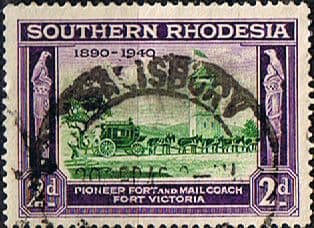 SOUTHERN RHODESIA
1890-1940
SALISBURY
PIONEER FORT AND MAIL COACH
FORT VICTORIA
2d
2d